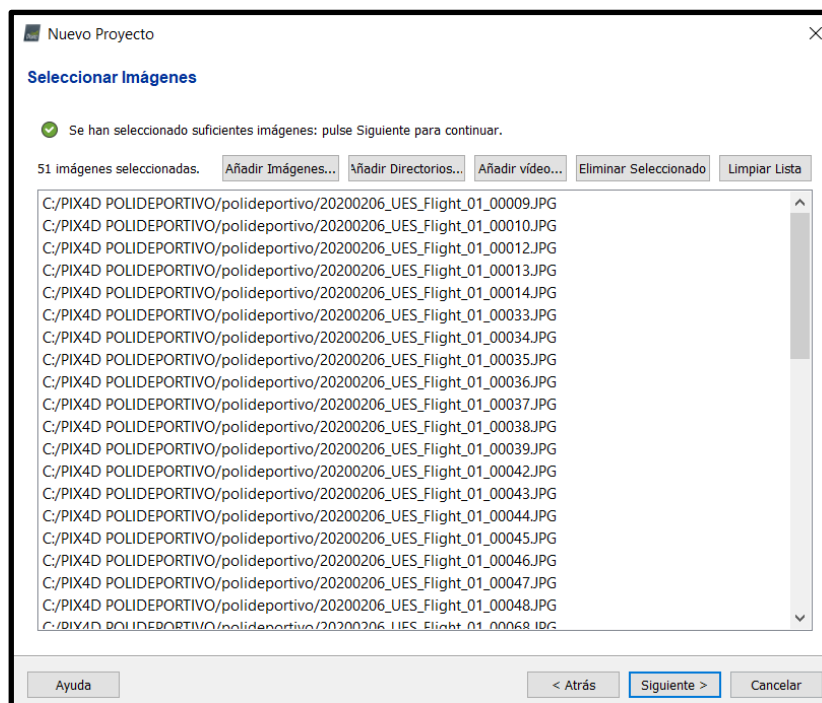 Nuevo Proyecto
Seleccionar Imágenes
Se han seleccionado suficientes imágenes: pulse Siguiente para continuar.
51 imágenes seleccionadas. Añadir Imágenes... Añadir Directorios... Añadir vídeo... Eliminar Seleccionado Limpiar Lista
C:/PIX4D POLIDEPORTIVO/polideportivo/20200206_UES_Flight_01_00009.JPG
C:/PIX4D POLIDEPORTIVO/polideportivo/20200206_UES_Flight_01_00010.JPG
C:/PIX4D POLIDEPORTIVO/polideportivo/20200206_UES_Flight_01_00012.JPG
C:/PIX4D POLIDEPORTIVO/polideportivo/20200206_UES_Flight_01_00013.JPG
C:/PIX4D POLIDEPORTIVO/polideportivo/20200206_UES_Flight_01_00014.JPG
C:/PIX4D POLIDEPORTIVO/polideportivo/20200206_UES_Flight_01_00033.JPG
C:/PIX4D POLIDEPORTIVO/polideportivo/20200206_UES_Flight_01_00034.JPG
C:/PIX4D POLIDEPORTIVO/polideportivo/20200206_UES_Flight_01_00035.JPG
C:/PIX4D POLIDEPORTIVO/polideportivo/20200206_UES_Flight_01_00036.JPG
C:/PIX4D POLIDEPORTIVO/polideportivo/20200206_UES_Flight_01_00037.JPG
C:/PIX4D POLIDEPORTIVO/polideportivo/20200206_UES_Flight_01_00038.JPG
C:/PIX4D POLIDEPORTIVO/polideportivo/20200206_UES_Flight_01_00039.JPG
C:/PIX4D POLIDEPORTIVO/polideportivo/20200206_UES_Flight_01_00042.JPG
C:/PIX4D POLIDEPORTIVO/polideportivo/20200206_UES_Flight_01_00043.JPG
C:/PIX4D POLIDEPORTIVO/polideportivo/20200206_UES_Flight_01_00044.JPG
C:/PIX4D POLIDEPORTIVO/polideportivo/20200206_UES_Flight_01_00045.JPG
C:/PIX4D POLIDEPORTIVO/polideportivo/20200206_UES_Flight_01_00046.JPG
C:/PIX4D POLIDEPORTIVO/polideportivo/20200206_UES_Flight_01_00047.JPG
C:/PIX4D POLIDEPORTIVO/polideportivo/20200206_UES_Flight_01_00048.JPG
C:/PIX4D POLIDEPORTIVO/polideportivo/20200206_UES_Flight_01_00068.JPG
Ayuda < Atrás Siguiente > Cancelar